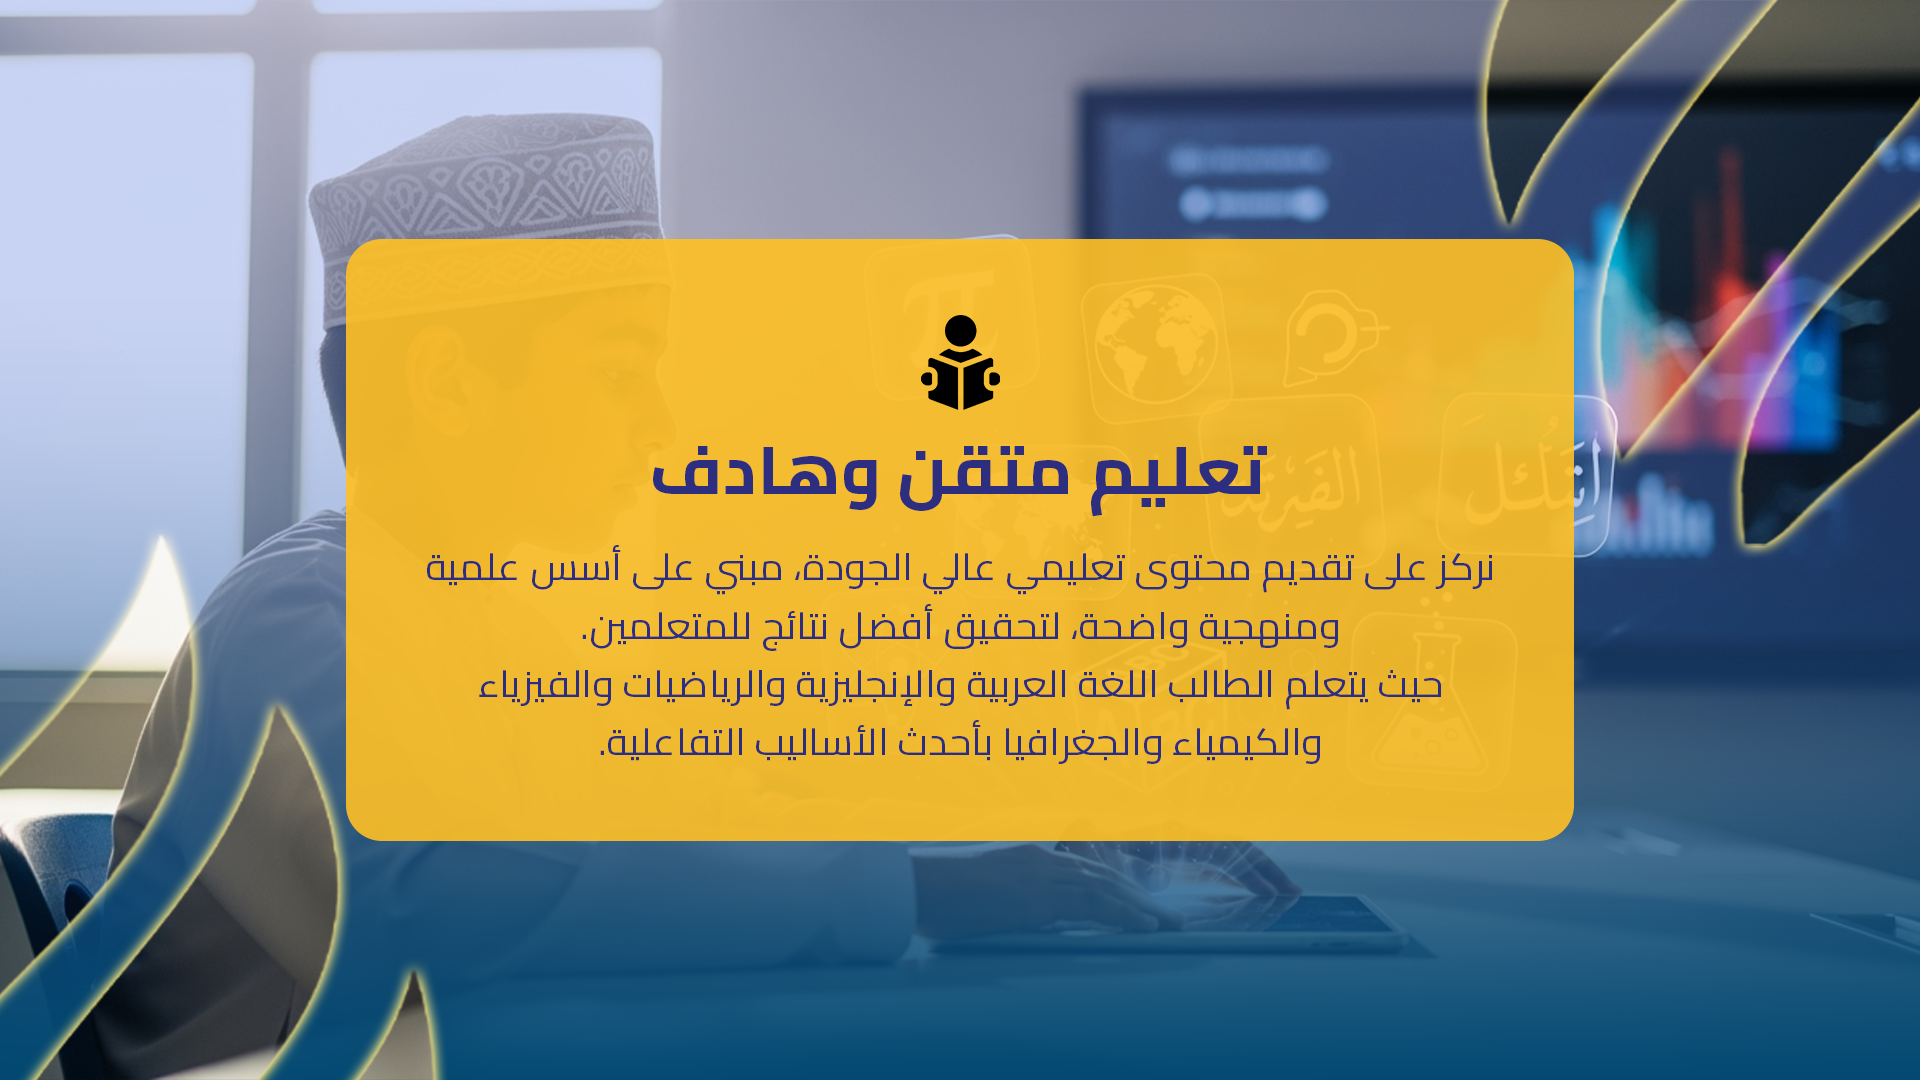 تعليم متقن وهادف
نركز على تقديم محتوى تعليمي عالي الجودة، مبني على أسس علمية
ومنهجية واضحة، لتحقيق أفضل نتائج للمتعلمين.
حيث يتعلم الطالب اللغة العربية والإنجليزية والرياضيات والفيزياء
والكيمياء والجغرافيا بأحدث الأساليب التفاعلية.